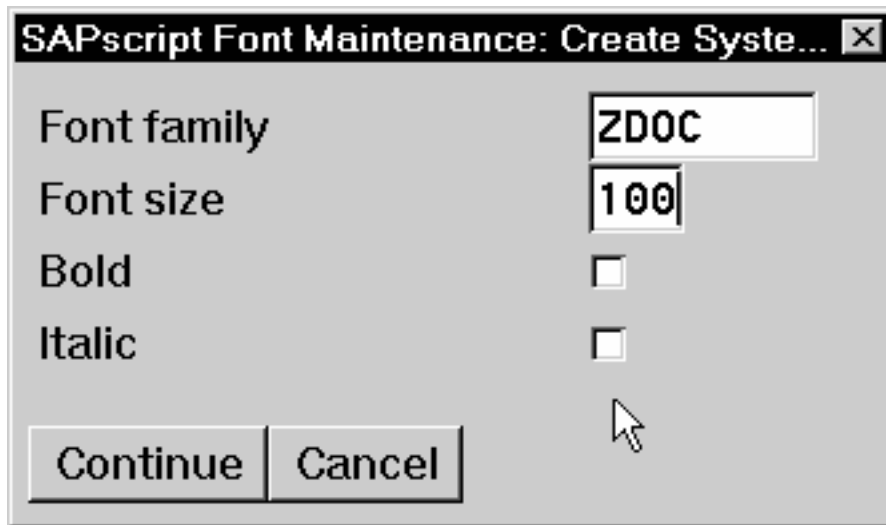 SAPscript Font Maintenance: Create Syste...
Font family ZDOC
Font size 100
Bold
Italic
Continue Cancel